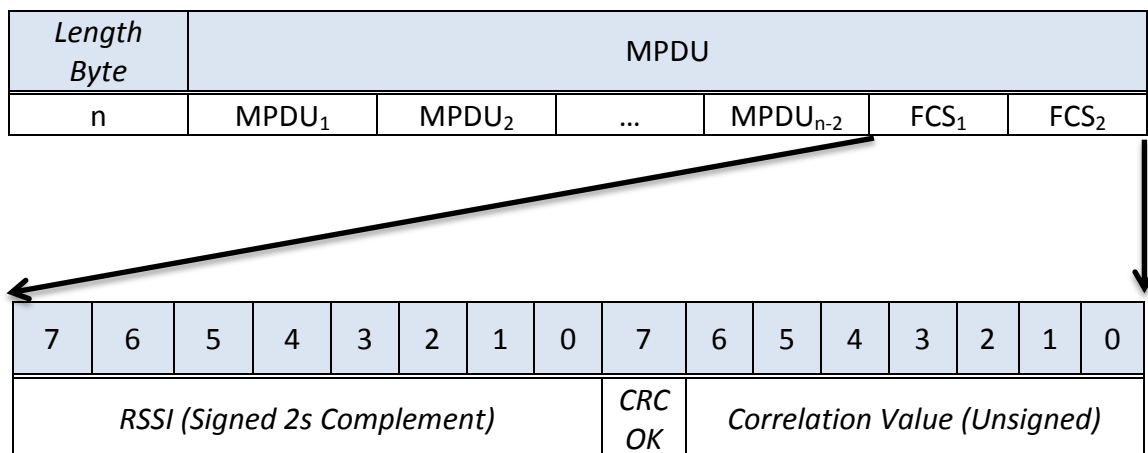 Length Byte MPDU
n MPDU₁ MPDU₂ ... MPDUₙ₋₂ FCS₁ FCS₂
7 6 5 4 3 2 1 0 7 6 5 4 3 2 1 0
RSSI (Signed 2s Complement) CRC OK Correlation Value (Unsigned)